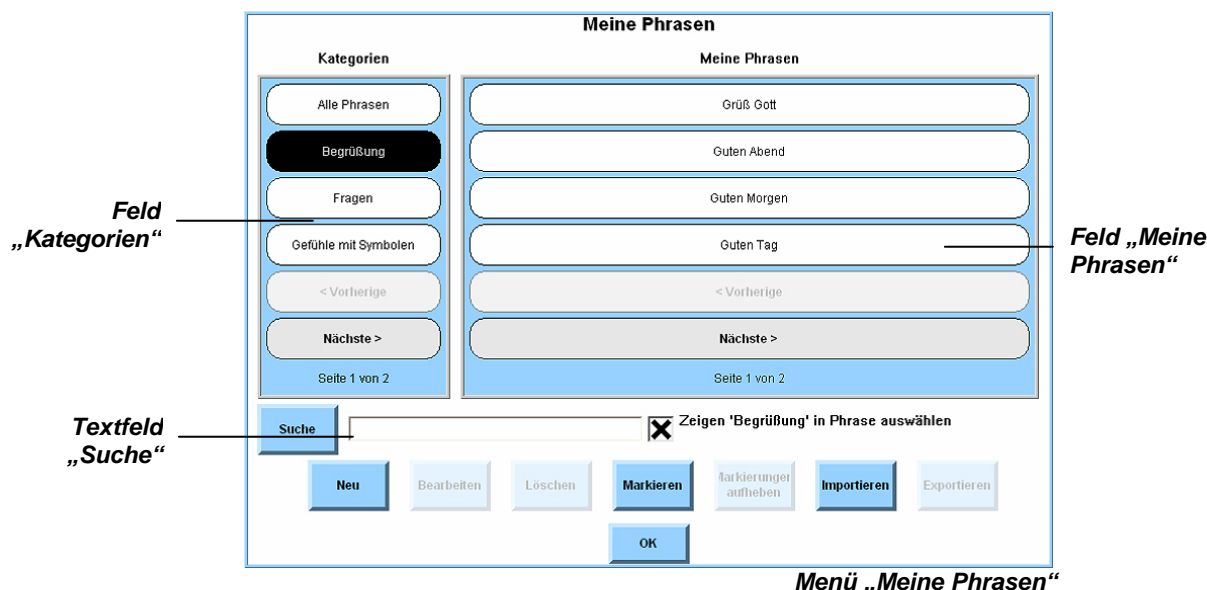 Meine Phrasen
Kategorien
Meine Phrasen
Alle Phrasen
Begrüßung
Fragen
Gefühle mit Symbolen
< Vorherige
Nächste >
Seite 1 von 2
Grüß Gott
Guten Abend
Guten Morgen
Guten Tag
< Vorherige
Nächste >
Seite 1 von 2
Feld
„Kategorien“
Feld „Meine
Phrasen“
Textfeld
„Suche“
Suche
Zeigen 'Begrüßung' in Phrase auswählen
Neu
Bearbeiten
Löschen
Markieren
Markierungen
aufheben
Importieren
Exportieren
OK
Menü „Meine Phrasen“